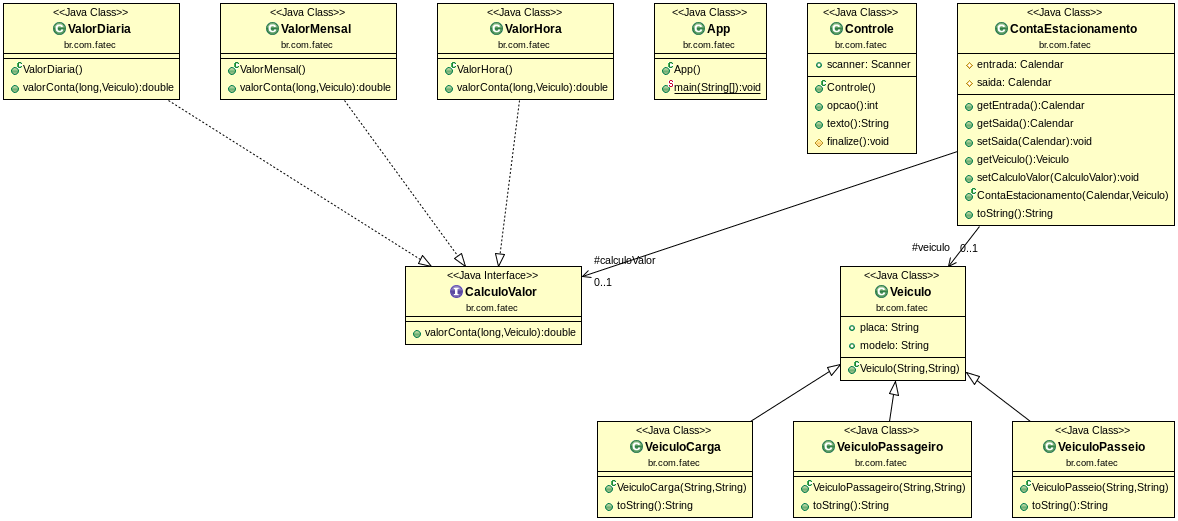 <<Java Class>>
ValorDiaria
br.com.fatec
ValorDiaria()
valorConta(long,Veiculo):double
<<Java Class>>
ValorMensal
br.com.fatec
ValorMensal()
valorConta(long,Veiculo):double
<<Java Class>>
ValorHora
br.com.fatec
ValorHora()
valorConta(long,Veiculo):double
<<Java Class>>
App
br.com.fatec
App()
main(String[]):void
<<Java Class>>
Controle
br.com.fatec
scanner: Scanner
Controle()
opcao():int
texto():String
finalize():void
<<Java Class>>
ContaEstacionamento
br.com.fatec
entrada: Calendar
saida: Calendar
getEntrada():Calendar
getSaida():Calendar
setSaida(Calendar):void
getVeiculo():Veiculo
setCalculoValor(CalculoValor):void
ContaEstacionamento(Calendar,Veiculo)
toString():String
#calculoValor
0..1
#veiculo
0..1
<<Java Interface>>
CalculoValor
br.com.fatec
valorConta(long,Veiculo):double
<<Java Class>>
Veiculo
br.com.fatec
placa: String
modelo: String
Veiculo(String,String)
<<Java Class>>
VeiculoCarga
br.com.fatec
VeiculoCarga(String,String)
toString():String
<<Java Class>>
VeiculoPassageiro
br.com.fatec
VeiculoPassageiro(String,String)
toString():String
<<Java Class>>
VeiculoPasseio
br.com.fatec
VeiculoPasseio(String,String)
toString():String